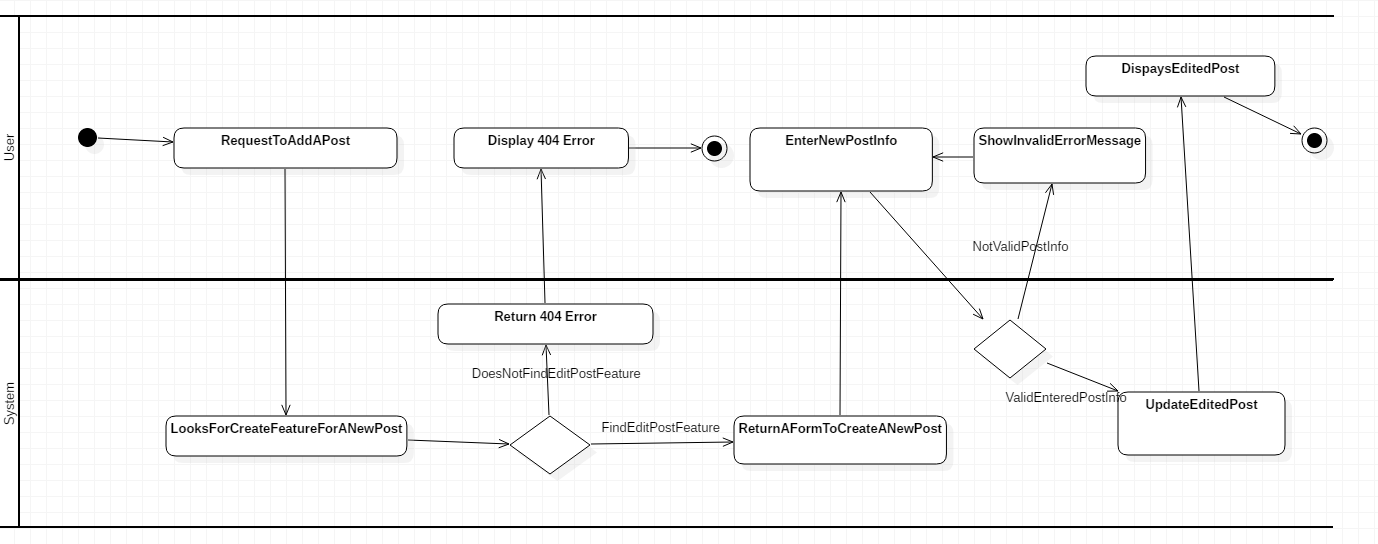 User
DispaysEditedPost
RequestToAddAPost
Display 404 Error
EnterNewPostInfo
ShowInvalidErrorMessage
NotValidPostInfo
System
Return 404 Error
DoesNotFindEditPostFeature
ValidEnteredPostInfo
UpdateEditedPost
LooksForCreateFeatureForANewPost
FindEditPostFeature
ReturnAFormToCreateANewPost